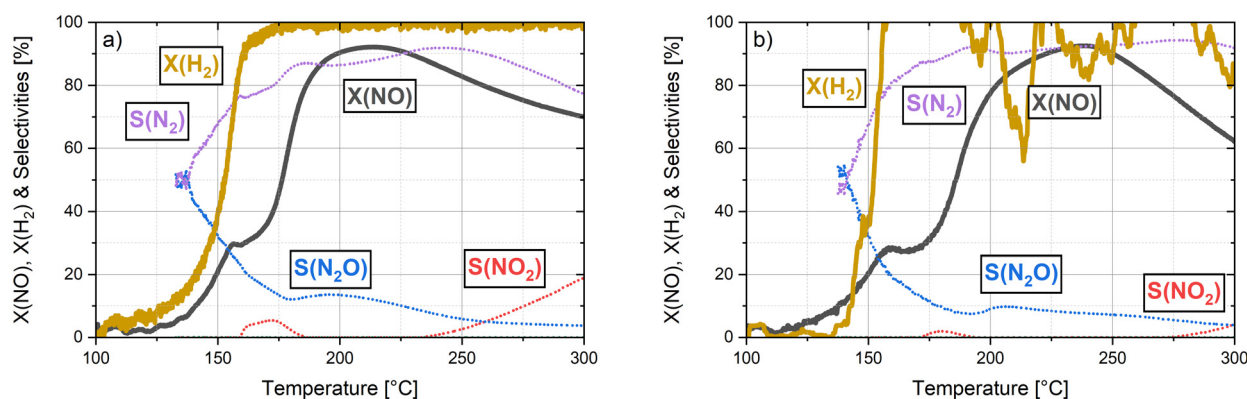 a)
X(NO), X(H₂) & Selectivities [%]
100
80
60
40
20
0
X(H₂)
S(N₂)
X(NO)
S(N₂O)
S(NO₂)
100 150 200 250 300
Temperature [°C]
b)
X(NO), X(H₂) & Selectivities [%]
100
80
60
40
20
0
X(H₂)
S(N₂)
X(NO)
S(N₂O)
S(NO₂)
100 150 200 250 300
Temperature [°C]